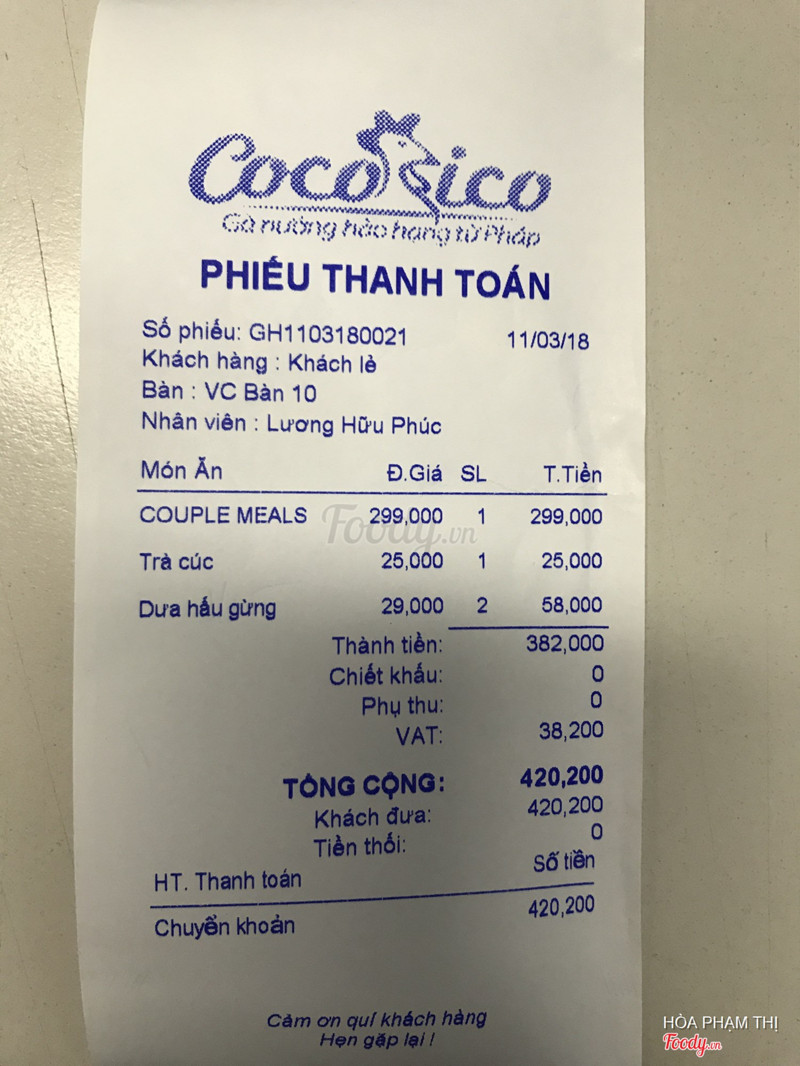 CocoRico
Gà nướng hảo hạng từ Pháp
PHIẾU THANH TOÁN
Số phiếu: GH1103180021 11/03/18
Khách hàng : Khách lẻ
Bàn : VC Bàn 10
Nhân viên : Lương Hữu Phúc
Món Ăn Đ.Giá SL T.Tiền
COUPLE MEALS 299,000 1 299,000
Foody.vn
Trà cúc 25,000 1 25,000
Dưa hấu gừng 29,000 2 58,000
Thành tiền: 382,000
Chiết khấu: 0
Phụ thu: 0
VAT: 38,200
TỔNG CỘNG: 420,200
Khách đưa: 420,200
Tiền thối: 0
HT. Thanh toán Số tiền
Chuyển khoản 420,200
Cảm ơn quí khách hàng
Hẹn gặp lại !
HÒA PHẠM THỊ
Foody.vn